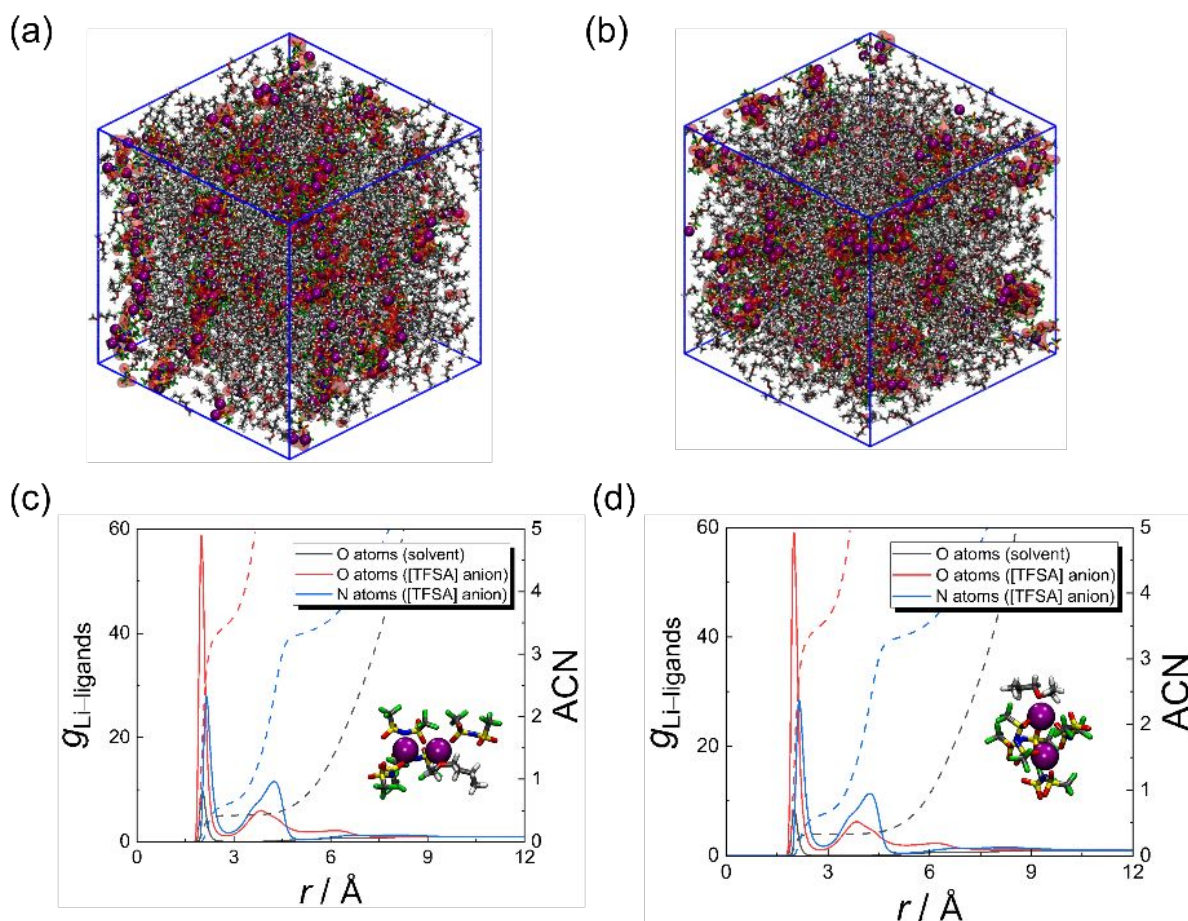 (a)
(b)
(c)
60
40
20
0
g Li–ligands
O atoms (solvent)
O atoms ([TFSA] anion)
N atoms ([TFSA] anion)
5
4
3
2
1
0
ACN
0
3
6
9
12
r / Å
(d)
60
40
20
0
g Li–ligands
O atoms (solvent)
O atoms ([TFSA] anion)
N atoms ([TFSA] anion)
5
4
3
2
1
0
ACN
0
3
6
9
12
r / Å